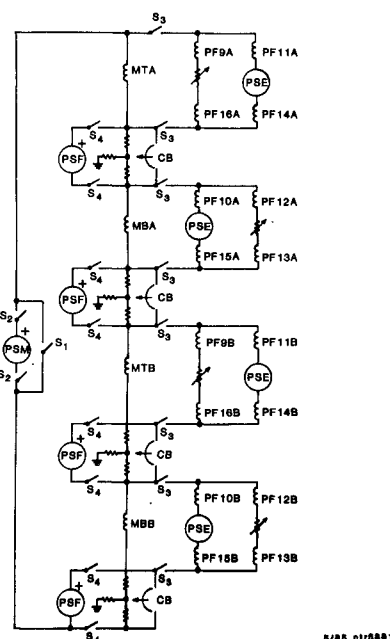 S3
PF9A PF11A
MTA
PSE
PF16A PF14A
S4 S3
+
PSF CB
S4 S3
PF10A PF12A
MBA PSE
PF15A PF13A
S4 S3
+
PSF CB
S4 S3
S2
+
PSM S1
S2
PF9B PF11B
MTB
PSE
PF16B PF14B
S4 S3
+
PSF CB
S4 S3
PF10B PF12B
MBB PSE
PF15B PF13B
S4 S3
+
PSF CB
S4